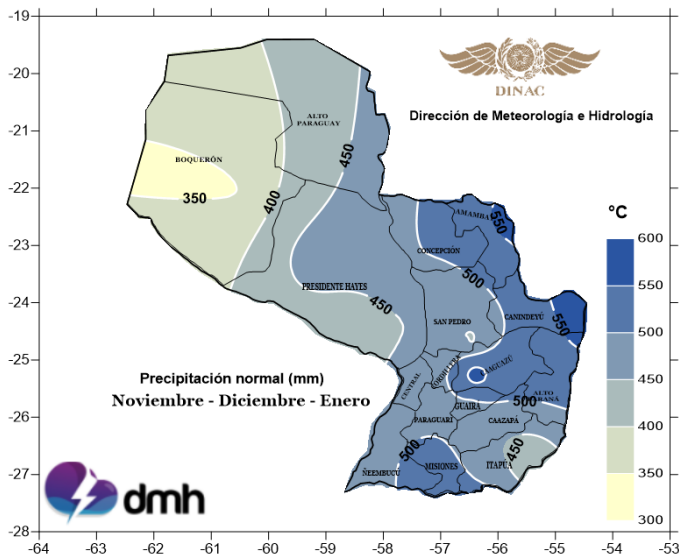 -19
-20
-21
-22
-23
-24
-25
-26
-27
-28
DINAC
Dirección de Meteorología e Hidrología
ALTO
PARAGUAY
BOQUERÓN
450
400
350
PRESIDENTE HAYES
450
CONCEPCIÓN
AMAMBAY
550
500
SAN PEDRO
CANINDEYÚ
550
CAAGUAZÚ
CORDILLERA
CENTRAL
ALTO
PARANA
500
GUAIRÁ
PARAGUARÍ
CAAZAPÁ
450
ITAPÚA
500
MISIONES
ÑEEMBUCÚ
°C
600
550
500
450
400
350
300
Precipitación normal (mm)
Noviembre - Diciembre - Enero
dmh
-64 -63 -62 -61 -60 -59 -58 -57 -56 -55 -54 -53